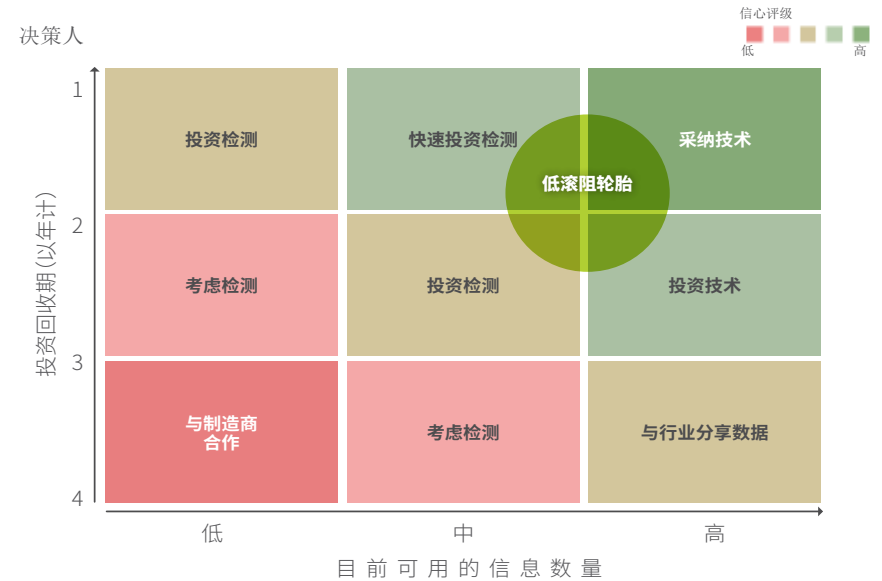 决策人
信心评级
低
高
投资回收期（以年计）
1
2
3
4
投资检测
快速投资检测
采纳技术
低滚阻轮胎
考虑检测
投资检测
投资技术
与制造商
合作
考虑检测
与行业分享数据
低
中
高
目前可用的信息数量